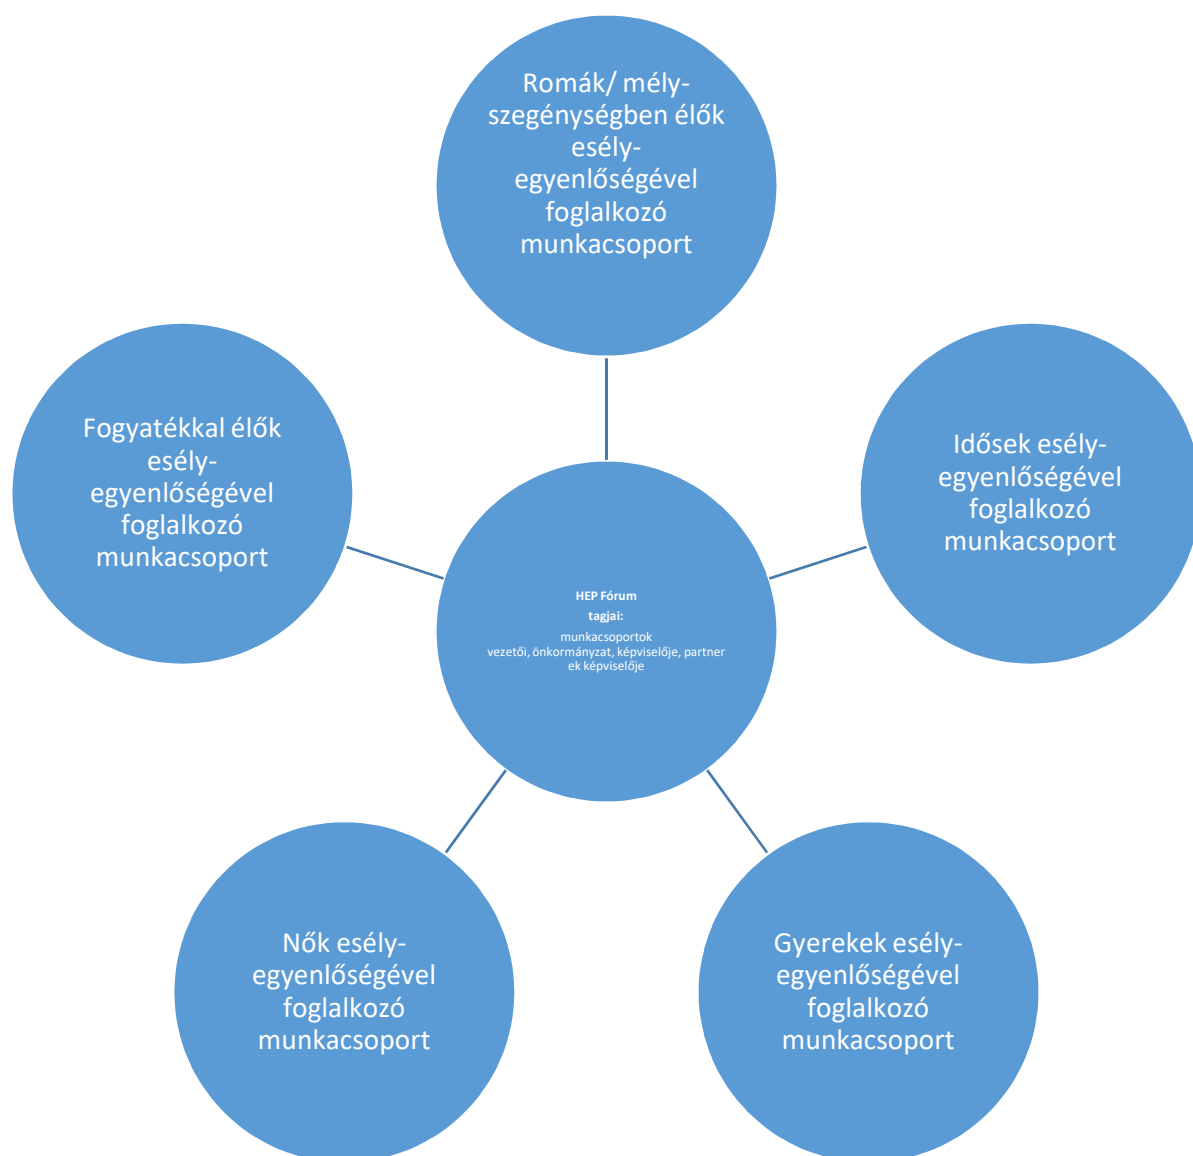 Romák/ mély-
szegénységben élők
esély-
egyenlőségével
foglalkozó
munkacsoport
Fogyatékkal élők
esély-
egyenlőségével
foglalkozó
munkacsoport
Idősek esély-
egyenlőségével
foglalkozó
munkacsoport
HEP Fórum
tagjai:
munkacsoportok
vezetői, önkormányzat, képviselője, partner
ek képviselője
Nők esély-
egyenlőségével
foglalkozó
munkacsoport
Gyerekek esély-
egyenlőségével
foglalkozó
munkacsoport